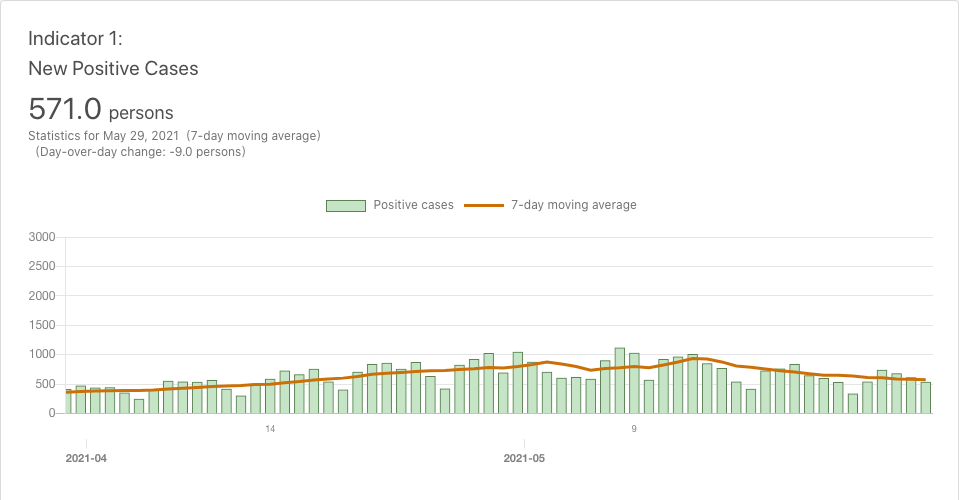 Indicator 1:
New Positive Cases
571.0 persons
Statistics for May 29, 2021 (7-day moving average)
(Day-over-day change: -9.0 persons)
Positive cases 7-day moving average
3000
2500
2000
1500
1000
500
0
14 9
2021-04 2021-05